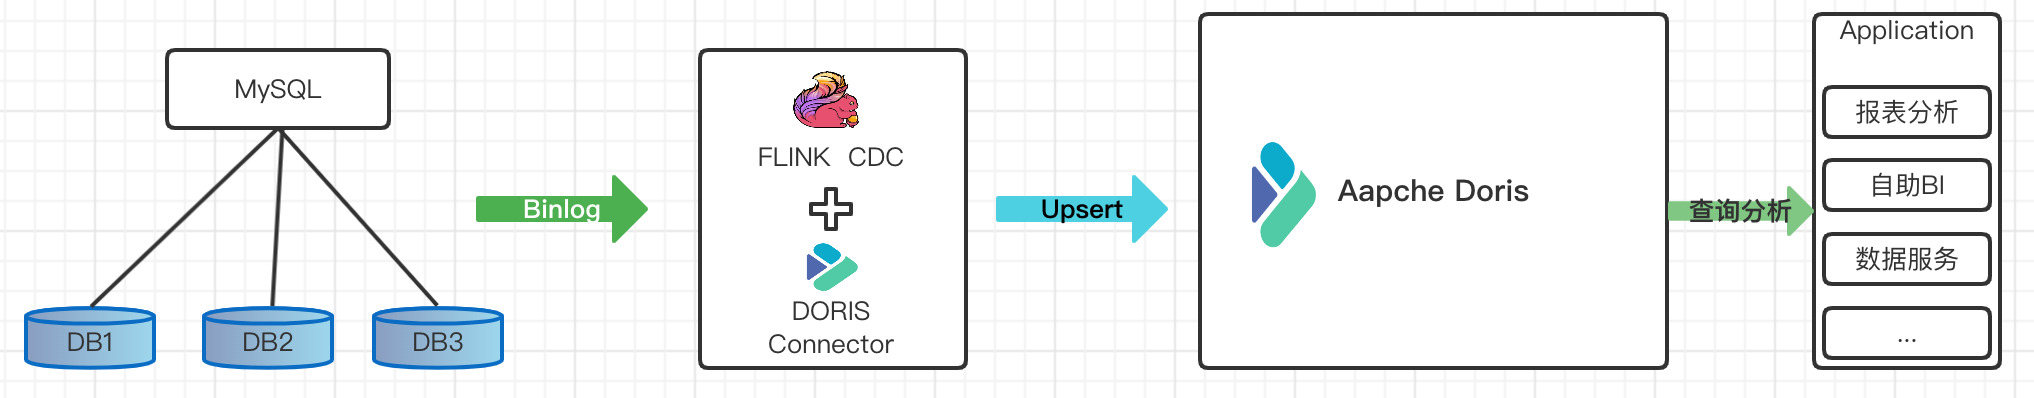 MySQL
DB1
DB2
DB3
Binlog
FLINK CDC
DORIS
Connector
Upsert
Aapche Doris
查询分析
Application
报表分析
自助BI
数据服务
...